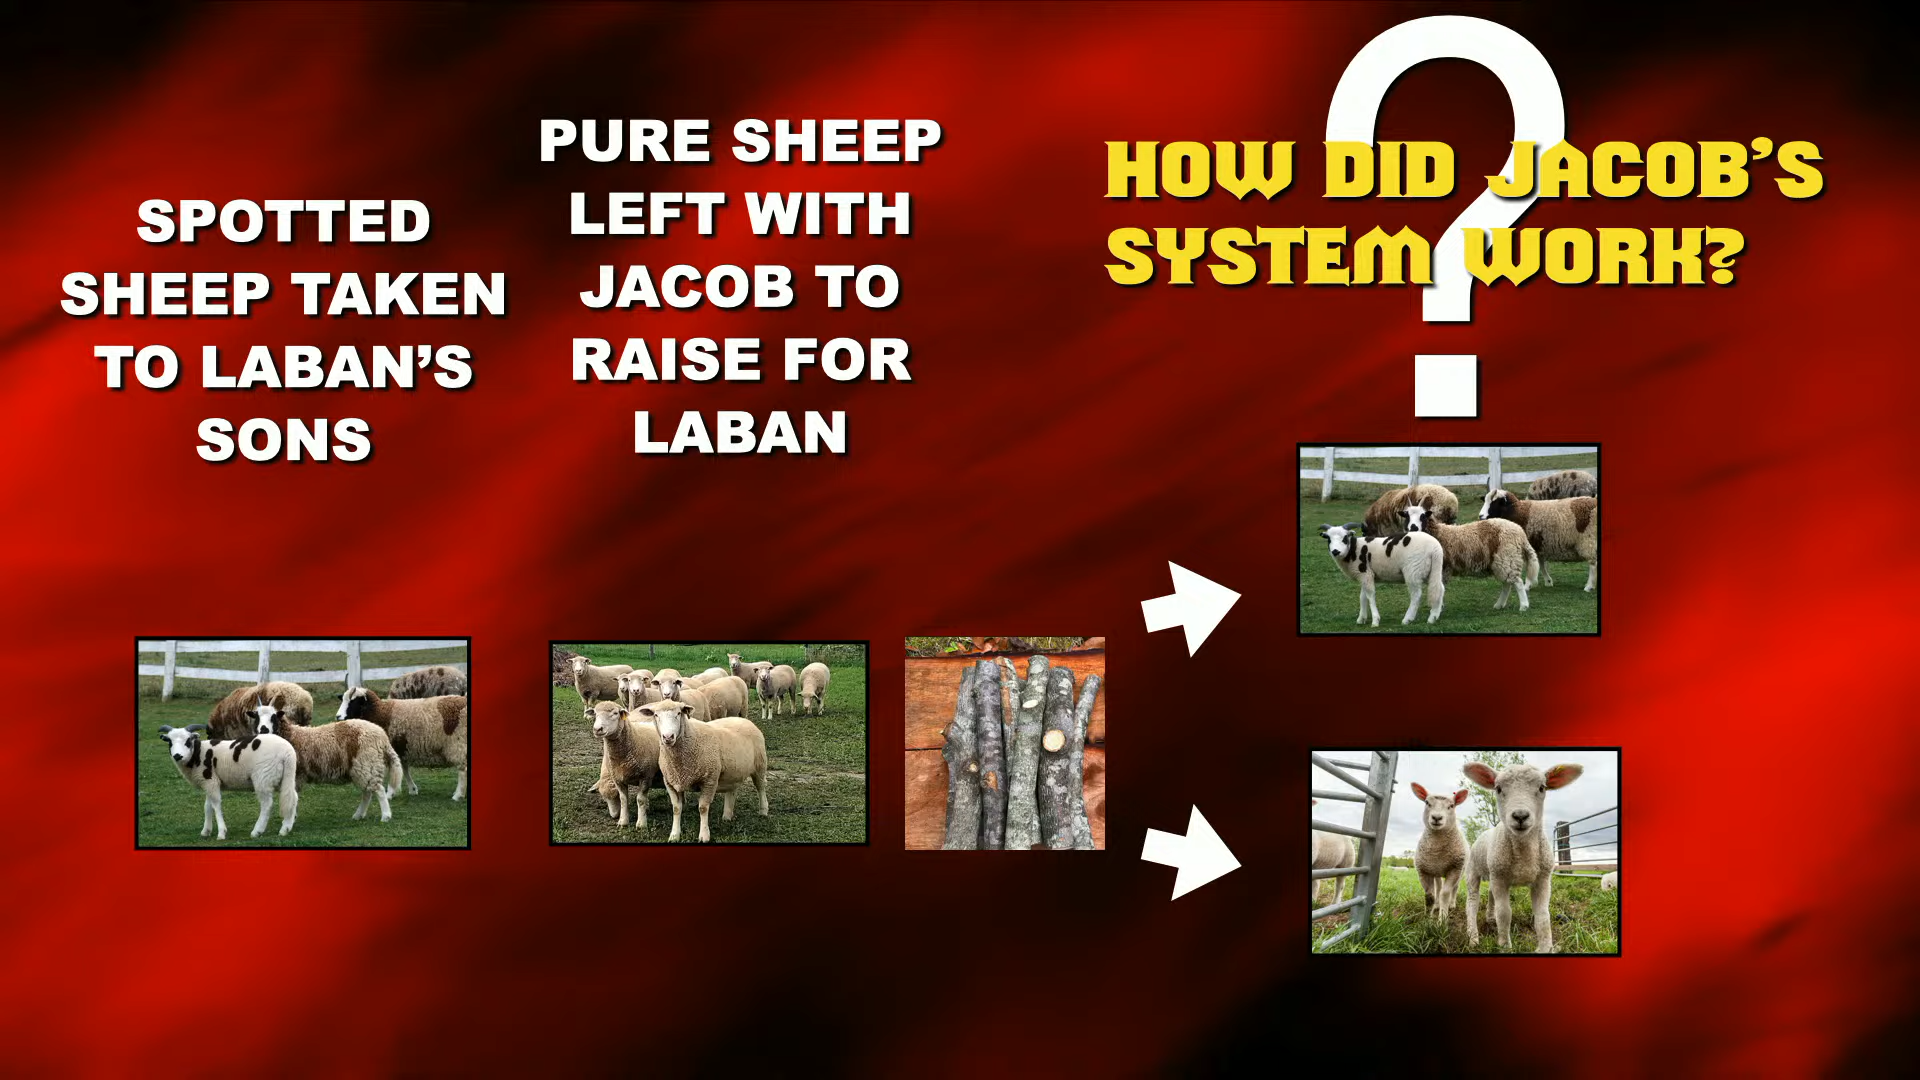 SPOTTED
SHEEP TAKEN
TO LABAN'S
SONS
PURE SHEEP
LEFT WITH
JACOB TO
RAISE FOR
LABAN
?
HOW DID JACOB'S
SYSTEM WORK?